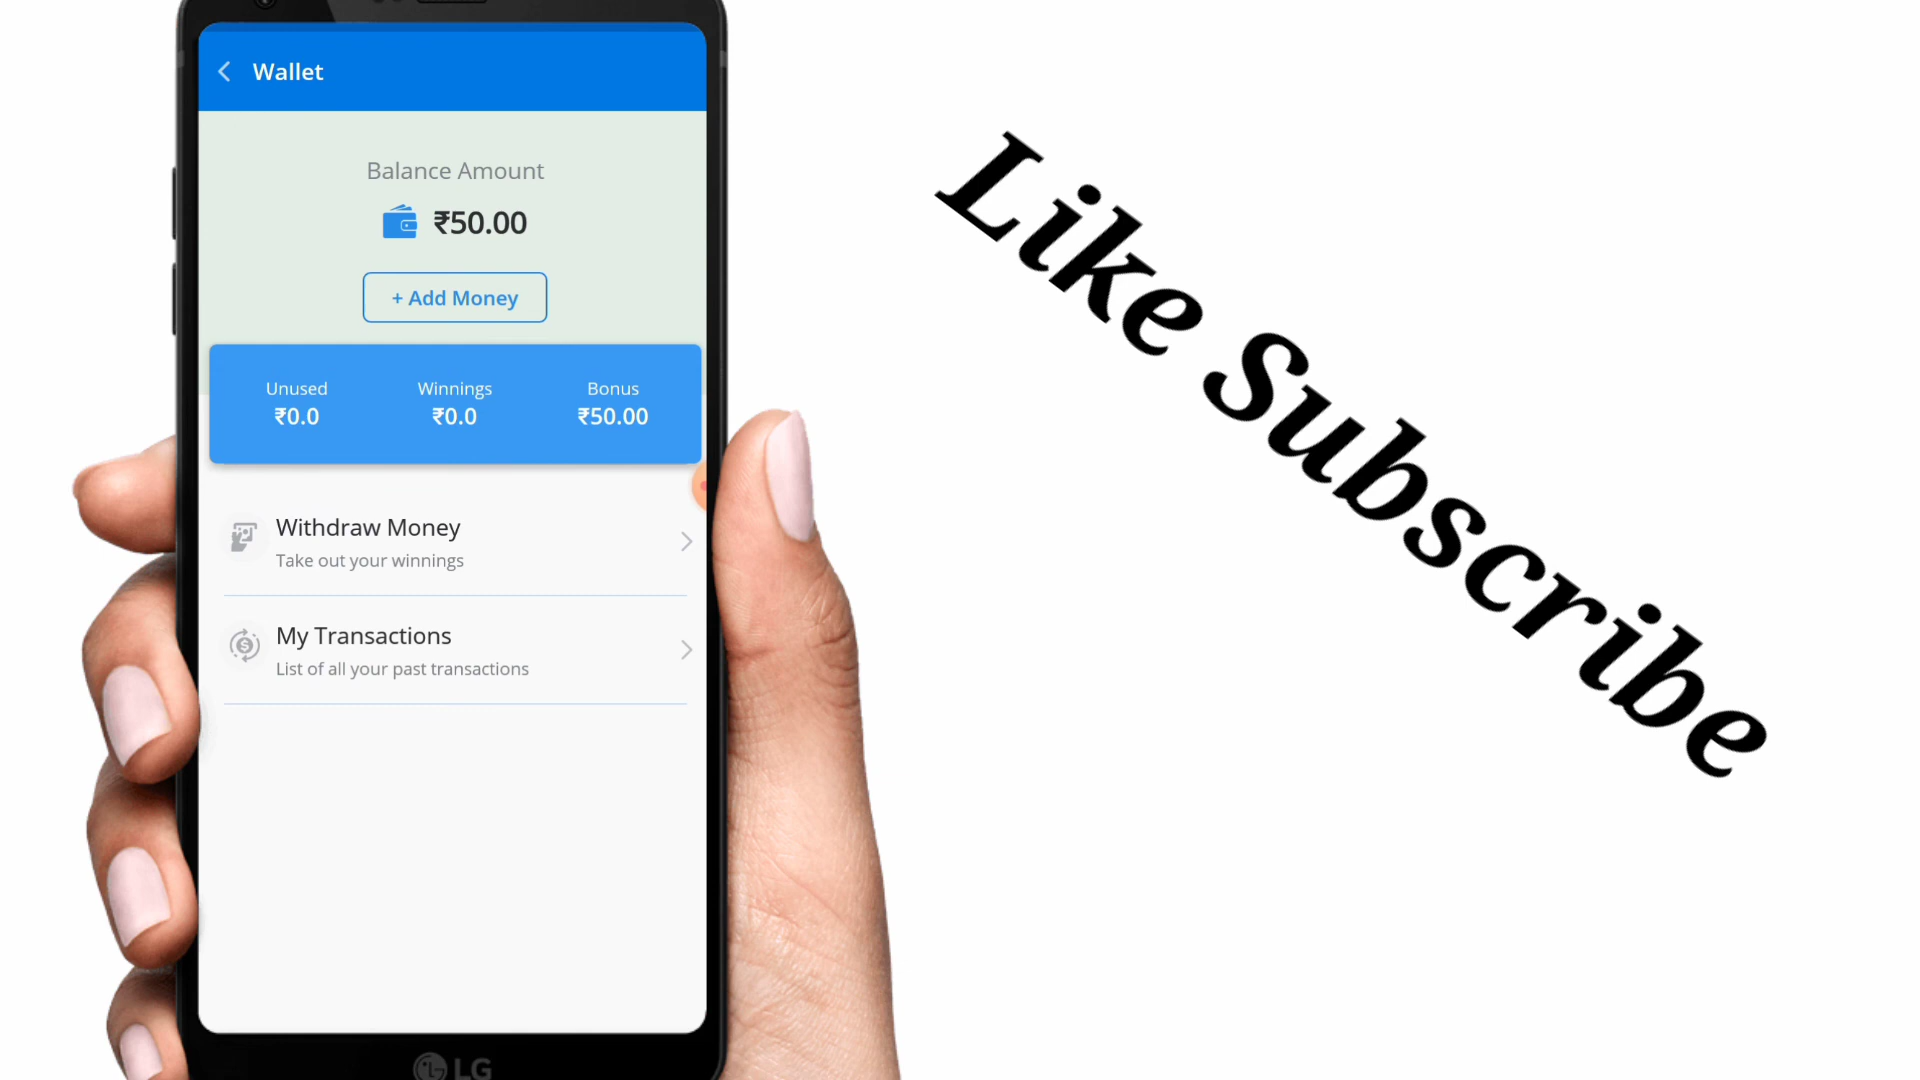 Wallet
Balance Amount
₹50.00
+ Add Money
Unused Winnings Bonus
₹0.0 ₹0.0 ₹50.00
Withdraw Money
Take out your winnings
My Transactions
List of all your past transactions
LG
Like Subscribe